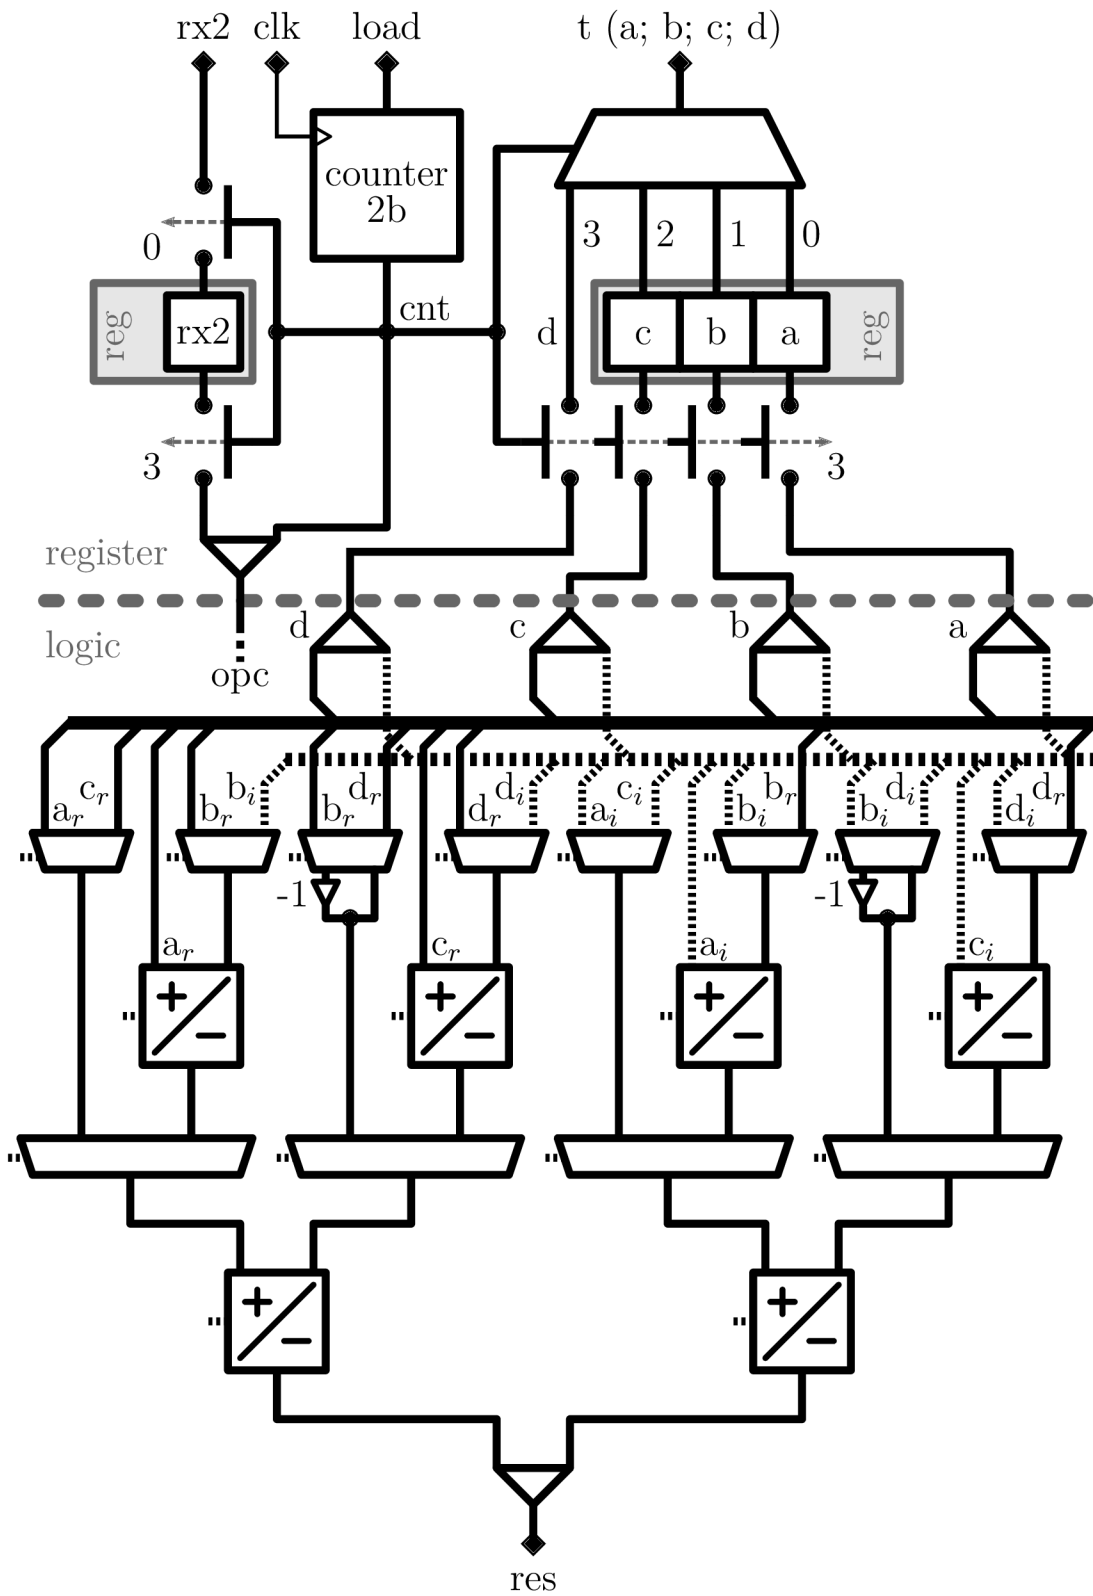 rx2 clk load t (a; b; c; d)
counter
2b
0
3 2 1 0
cnt
reg
rx2
d
c b a
reg
3
3
register
logic
d c b a
opc
a_r c_r b_r b_i b_r d_r d_r d_i a_i c_i b_i b_r b_i d_i d_i d_r
-1 -1
a_r c_r a_i c_i
+ − + − + − + −
+ − + −
res